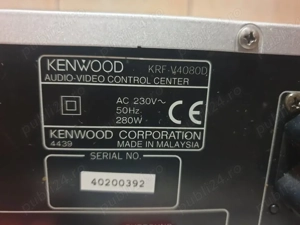 KENWOOD KRF-V4080D
AUDIO-VIDEO CONTROL CENTER
AC 230V~
50Hz
280W
CE
KENWOOD CORPORATION
4439 MADE IN MALAYSIA
SERIAL NO.
40200392